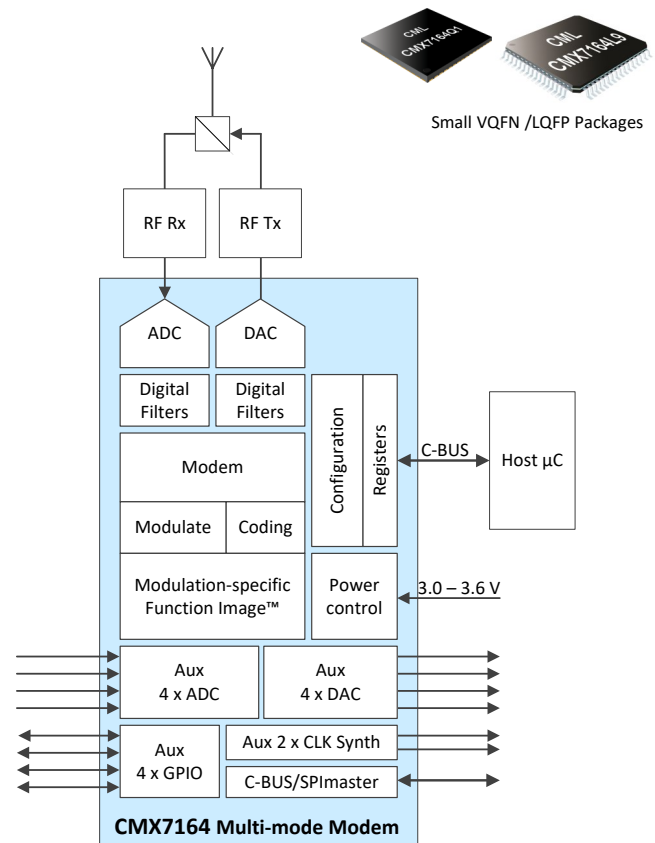 CML
CMX7164Q1
CML
CMX7164L9
Small VQFN /LQFP Packages
RF Rx
RF Tx
ADC
DAC
Digital
Filters
Digital
Filters
Configuration
Registers
C-BUS
Host µC
Modem
Modulate
Coding
Modulation-specific
Function Image™
Power
control
3.0 – 3.6 V
Aux
4 x ADC
Aux
4 x DAC
Aux
4 x GPIO
Aux 2 x CLK Synth
C-BUS/SPImaster
CMX7164 Multi-mode Modem